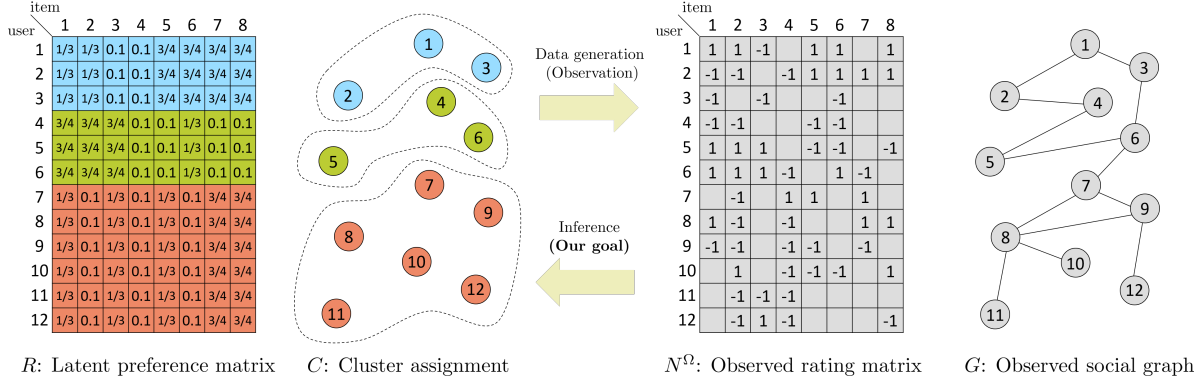 item
user
1 2 3 4 5 6 7 8
1 1/3 1/3 0.1 0.1 3/4 3/4 3/4 3/4
2 1/3 1/3 0.1 0.1 3/4 3/4 3/4 3/4
3 1/3 1/3 0.1 0.1 3/4 3/4 3/4 3/4
4 3/4 3/4 3/4 0.1 0.1 1/3 0.1 0.1
5 3/4 3/4 3/4 0.1 0.1 1/3 0.1 0.1
6 3/4 3/4 3/4 0.1 0.1 1/3 0.1 0.1
7 1/3 0.1 1/3 0.1 1/3 0.1 3/4 3/4
8 1/3 0.1 1/3 0.1 1/3 0.1 3/4 3/4
9 1/3 0.1 1/3 0.1 1/3 0.1 3/4 3/4
10 1/3 0.1 1/3 0.1 1/3 0.1 3/4 3/4
11 1/3 0.1 1/3 0.1 1/3 0.1 3/4 3/4
12 1/3 0.1 1/3 0.1 1/3 0.1 3/4 3/4
R: Latent preference matrix
1
3
2
4
6
5
7
9
8
10
12
11
C: Cluster assignment
Data generation
(Observation)
Inference
(Our goal)
item
user
1 2 3 4 5 6 7 8
1 1 1 -1 1 1 1
2 -1 -1 -1 1 1 1 1
3 -1 -1 -1
4 -1 -1 -1 -1
5 1 1 1 -1 -1 -1
6 1 1 1 -1 1 -1
7 -1 1 1 1
8 1 -1 -1 1 1
9 -1 -1 -1 -1 -1
10 1 -1 -1 -1 1
11 -1 -1 -1
12 -1 1 -1 -1
N^Ω: Observed rating matrix
1
3
2
4
6
5
7
9
8
10
12
11
G: Observed social graph